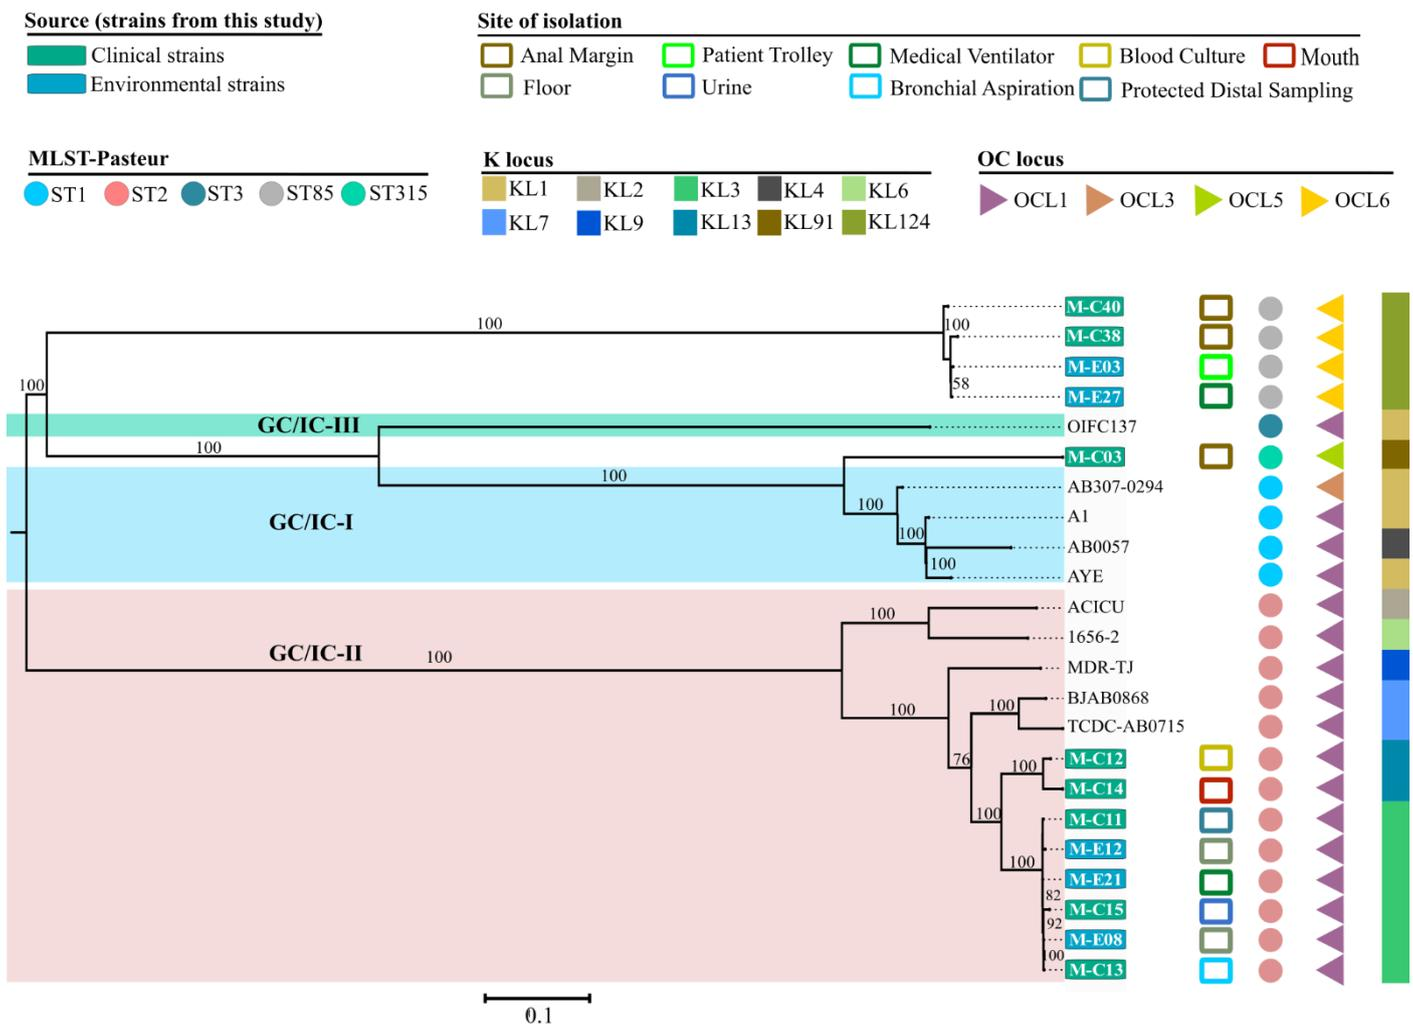 Source (strains from this study)
Clinical strains
Environmental strains
Site of isolation
Anal Margin
Patient Trolley
Medical Ventilator
Blood Culture
Mouth
Floor
Urine
Bronchial Aspiration
Protected Distal Sampling
MLST-Pasteur
ST1
ST2
ST3
ST85
ST315
K locus
KL1
KL2
KL3
KL4
KL6
KL7
KL9
KL13
KL91
KL124
OC locus
OCL1
OCL3
OCL5
OCL6
M-C40
100
100
M-C38
M-E03
58
100
M-E27
GC/IC-III
OIFC137
100
M-C03
100
AB307-0294
100
A1
GC/IC-I
100
AB0057
100
AYE
ACICU
100
1656-2
GC/IC-II
100
MDR-TJ
BJAB0868
100
100
TCDC-AB0715
76
M-C12
100
M-C14
100
M-C11
M-E12
100
M-E21
82
M-C15
92
M-E08
100
M-C13
0.1